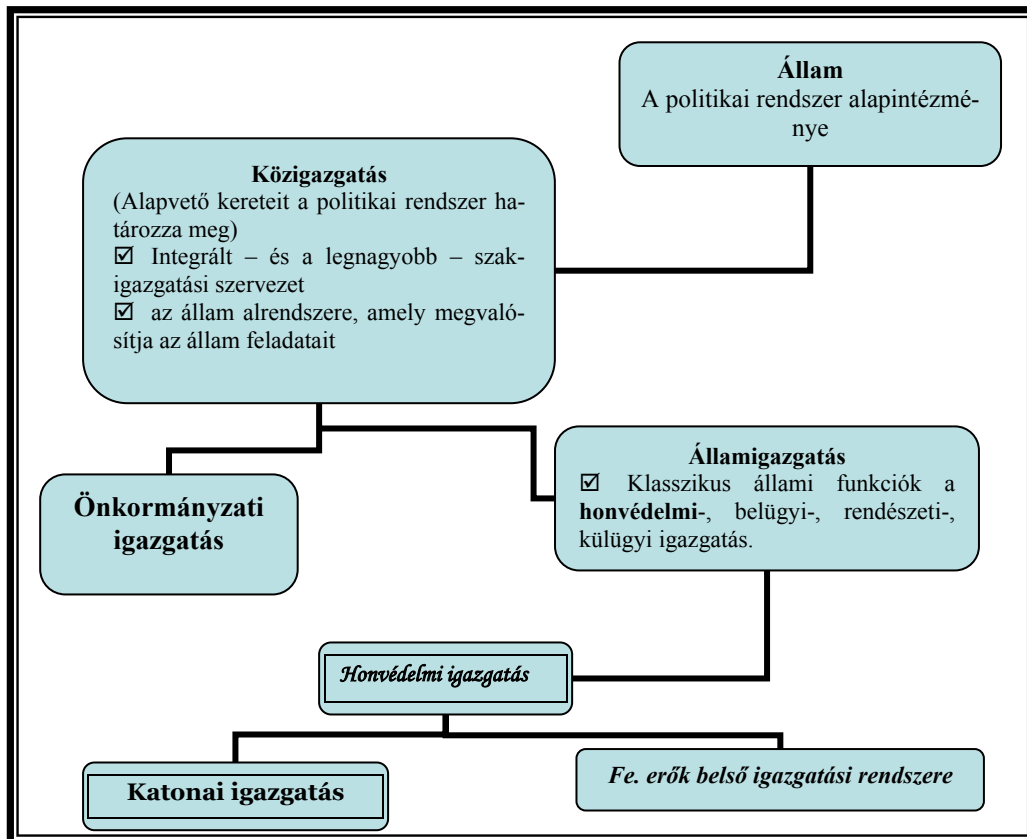 Állam
A politikai rendszer alapintézmé-
nye
Közigazgatás
(Alapvető kereteit a politikai rendszer ha-
tározza meg)
☑ Integrált – és a legnagyobb – szak-
igazgatási szervezet
☑ az állam alrendszere, amely megvaló-
sítja az állam feladatait
Önkormányzati
igazgatás
Államigazgatás
☑ Klasszikus állami funkciók a
honvédelmi-, belügyi-, rendészeti-,
külügyi igazgatás.
Honvédelmi igazgatás
Katonai igazgatás
Fe. erők belső igazgatási rendszere